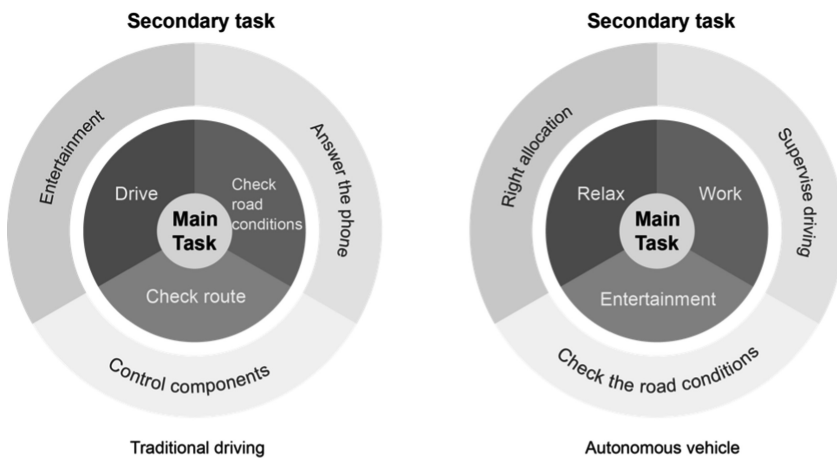 Secondary task
Entertainment
Answer the phone
Control components
Drive
Check
road
conditions
Check route
Main
Task
Traditional driving
Secondary task
Right allocation
Supervise driving
Check the road conditions
Relax
Work
Entertainment
Main
Task
Autonomous vehicle